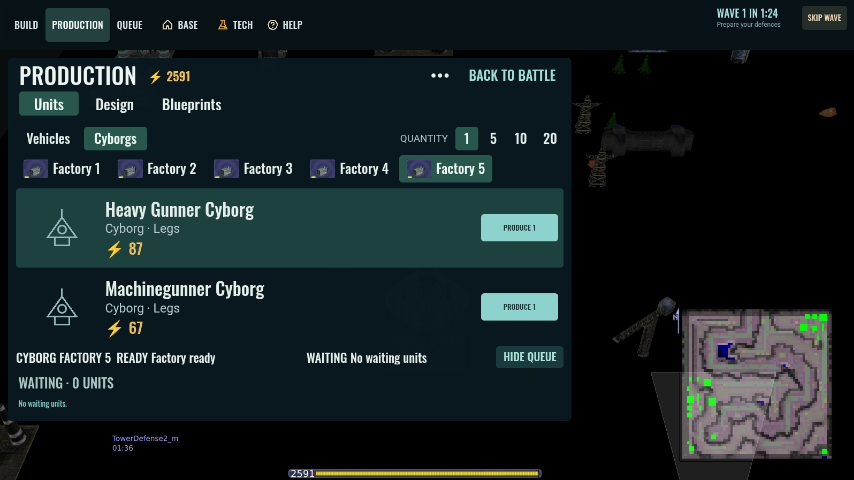 BUILD PRODUCTION QUEUE BASE TECH HELP
WAVE 1 IN 1:24
Prepare your defences
SKIP WAVE
PRODUCTION 2591
••• BACK TO BATTLE
Units Design Blueprints
Vehicles Cyborgs
QUANTITY 1 5 10 20
Factory 1 Factory 2 Factory 3 Factory 4 Factory 5
Heavy Gunner Cyborg
Cyborg · Legs
87
PRODUCE 1
Machinegunner Cyborg
Cyborg · Legs
67
PRODUCE 1
CYBORG FACTORY 5 READY Factory ready
WAITING No waiting units
HIDE QUEUE
WAITING · 0 UNITS
No waiting units.
TowerDefense2_m
01:36
2591
N